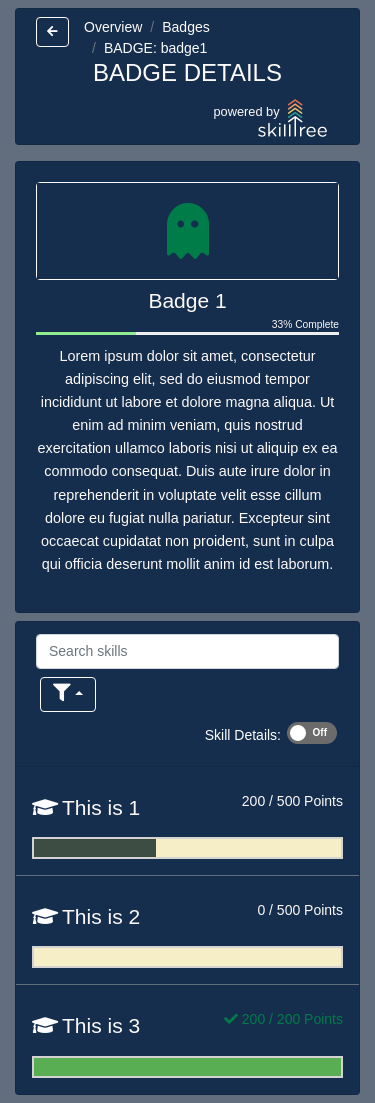 Overview / Badges
/ BADGE: badge1
BADGE DETAILS
powered by
skilltree
Badge 1
33% Complete
Lorem ipsum dolor sit amet, consectetur
adipiscing elit, sed do eiusmod tempor
incididunt ut labore et dolore magna aliqua. Ut
enim ad minim veniam, quis nostrud
exercitation ullamco laboris nisi ut aliquip ex ea
commodo consequat. Duis aute irure dolor in
reprehenderit in voluptate velit esse cillum
dolore eu fugiat nulla pariatur. Excepteur sint
occaecat cupidatat non proident, sunt in culpa
qui officia deserunt mollit anim id est laborum.
Search skills
Skill Details: Off
This is 1 200 / 500 Points
This is 2 0 / 500 Points
This is 3 200 / 200 Points